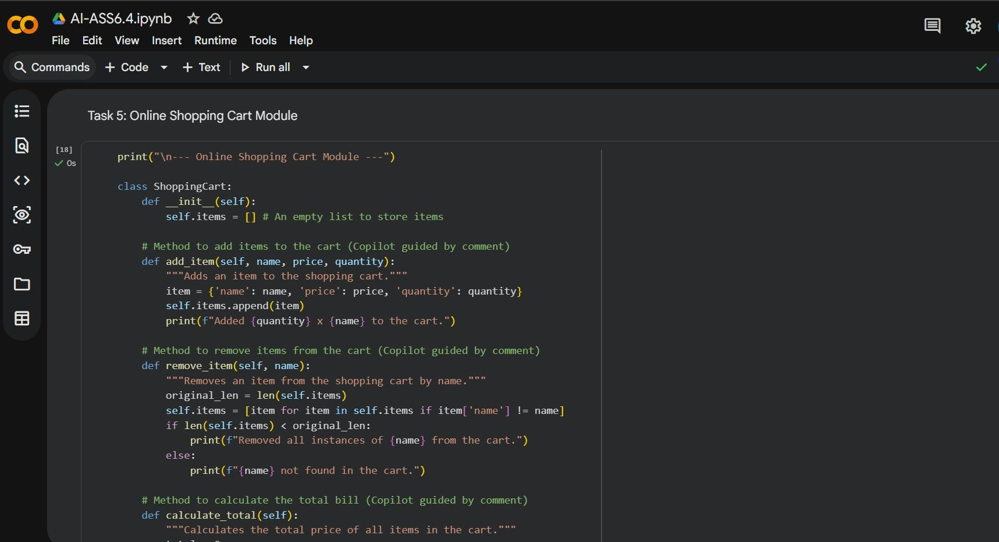 AI-ASS6.4.ipynb
File Edit View Insert Runtime Tools Help
Commands + Code + Text Run all
Task 5: Online Shopping Cart Module
[18]
0s
print("\n--- Online Shopping Cart Module ---")
class ShoppingCart:
    def __init__(self):
        self.items = [] # An empty list to store items
    # Method to add items to the cart (Copilot guided by comment)
    def add_item(self, name, price, quantity):
        """Adds an item to the shopping cart."""
        item = {'name': name, 'price': price, 'quantity': quantity}
        self.items.append(item)
        print(f"Added {quantity} x {name} to the cart.")
    # Method to remove items from the cart (Copilot guided by comment)
    def remove_item(self, name):
        """Removes an item from the shopping cart by name."""
        original_len = len(self.items)
        self.items = [item for item in self.items if item['name'] != name]
        if len(self.items) < original_len:
            print(f"Removed all instances of {name} from the cart.")
        else:
            print(f"{name} not found in the cart.")
    # Method to calculate the total bill (Copilot guided by comment)
    def calculate_total(self):
        """Calculates the total price of all items in the cart."""